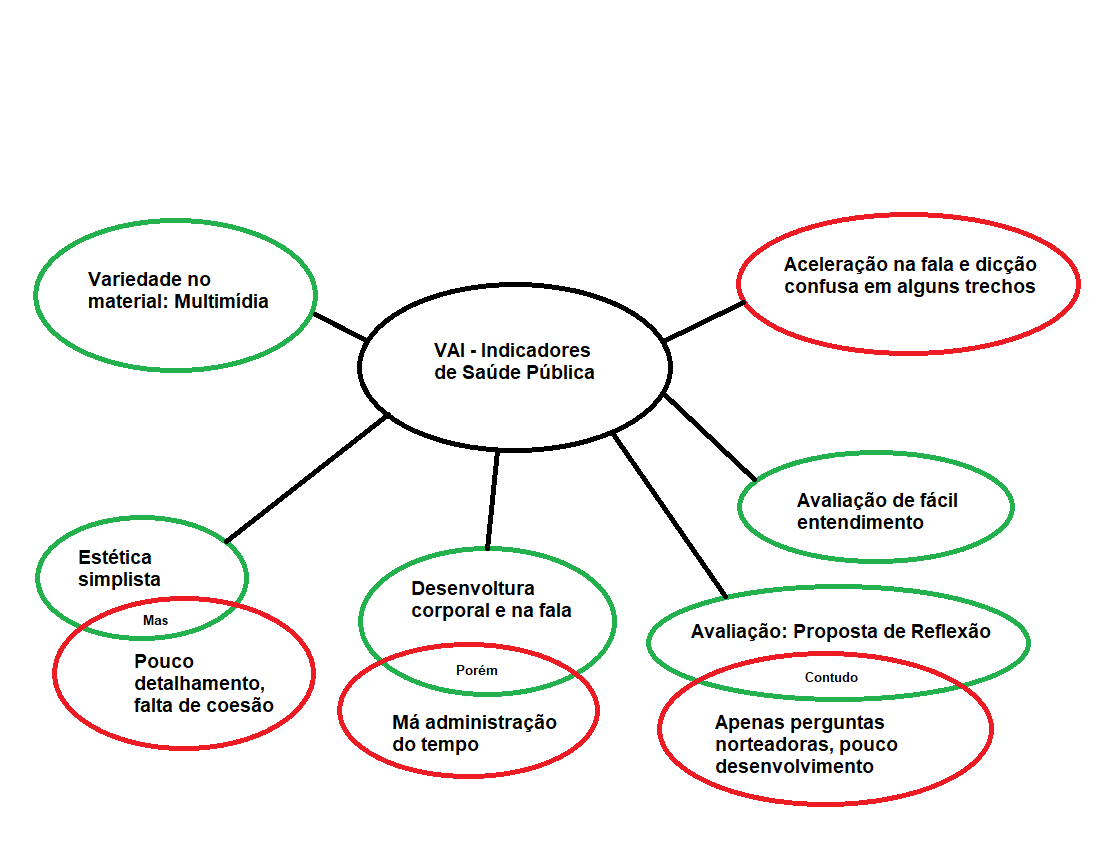 Variedade no
material: Multimídia
Aceleração na fala e dicção
confusa em alguns trechos
VAI - Indicadores
de Saúde Pública
Avaliação de fácil
entendimento
Estética
simplista
Mas
Pouco
detalhamento,
falta de coesão
Desenvoltura
corporal e na fala
Porém
Má administração
do tempo
Avaliação: Proposta de Reflexão
Contudo
Apenas perguntas
norteadoras, pouco
desenvolvimento